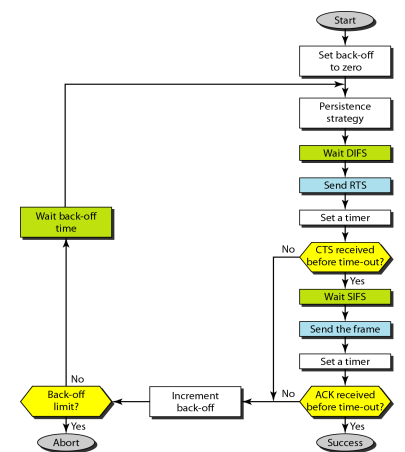 Start
Set back-off
to zero
Persistence
strategy
Wait DIFS
Send RTS
Set a timer
Wait back-off
time
No
CTS received
before time-out?
Yes
Wait SIFS
Send the frame
Set a timer
No
Back-off
limit?
Increment
back-off
No
ACK received
before time-out?
Yes
Yes
Abort
Success